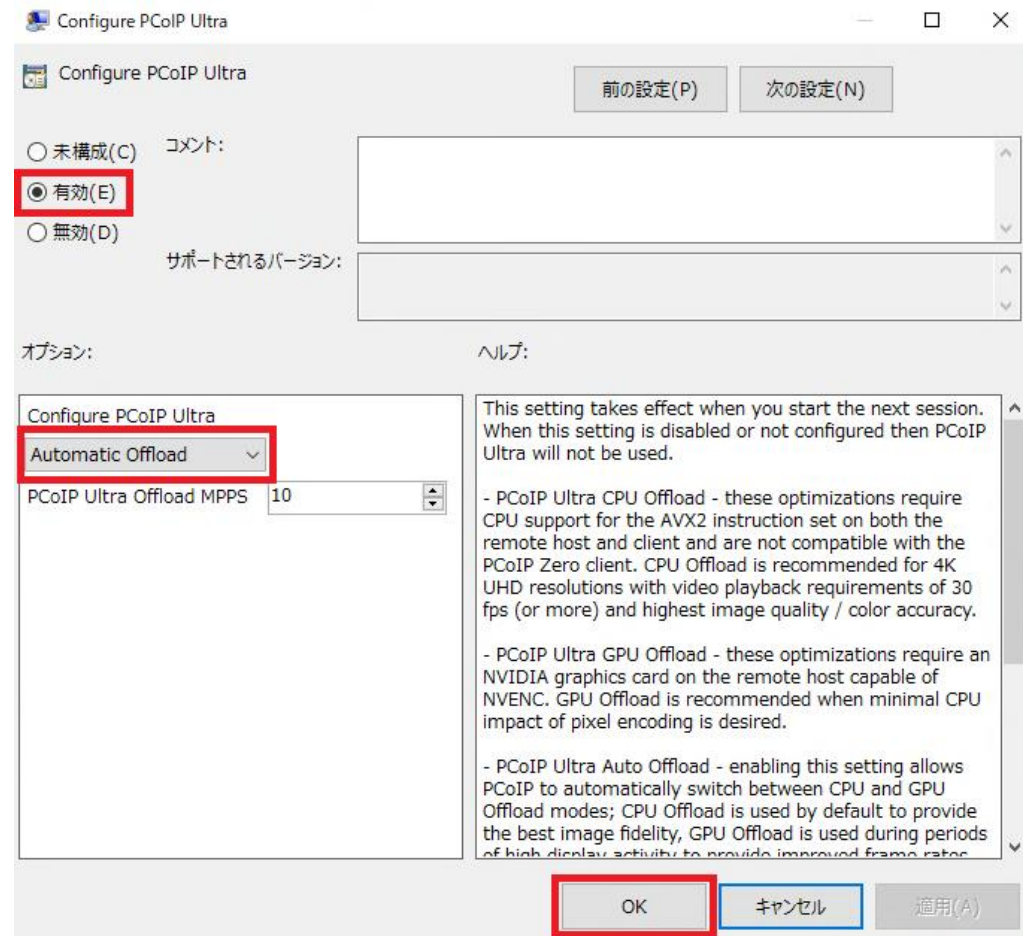 Configure PCoIP Ultra
Configure PCoIP Ultra
前の設定(P)
次の設定(N)
未構成(C)
コメント:
有効(E)
無効(D)
サポートされるバージョン:
オプション:
ヘルプ:
Configure PCoIP Ultra
Automatic Offload
PCoIP Ultra Offload MPPS
10
This setting takes effect when you start the next session.
When this setting is disabled or not configured then PCoIP
Ultra will not be used.
- PCoIP Ultra CPU Offload - these optimizations require
CPU support for the AVX2 instruction set on both the
remote host and client and are not compatible with the
PCoIP Zero client. CPU Offload is recommended for 4K
UHD resolutions with video playback requirements of 30
fps (or more) and highest image quality / color accuracy.
- PCoIP Ultra GPU Offload - these optimizations require an
NVIDIA graphics card on the remote host capable of
NVENC. GPU Offload is recommended when minimal CPU
impact of pixel encoding is desired.
- PCoIP Ultra Auto Offload - enabling this setting allows
PCoIP to automatically switch between CPU and GPU
Offload modes; CPU Offload is used by default to provide
the best image fidelity, GPU Offload is used during periods
of high display activity to provide improved frame rates
OK
キャンセル
適用(A)